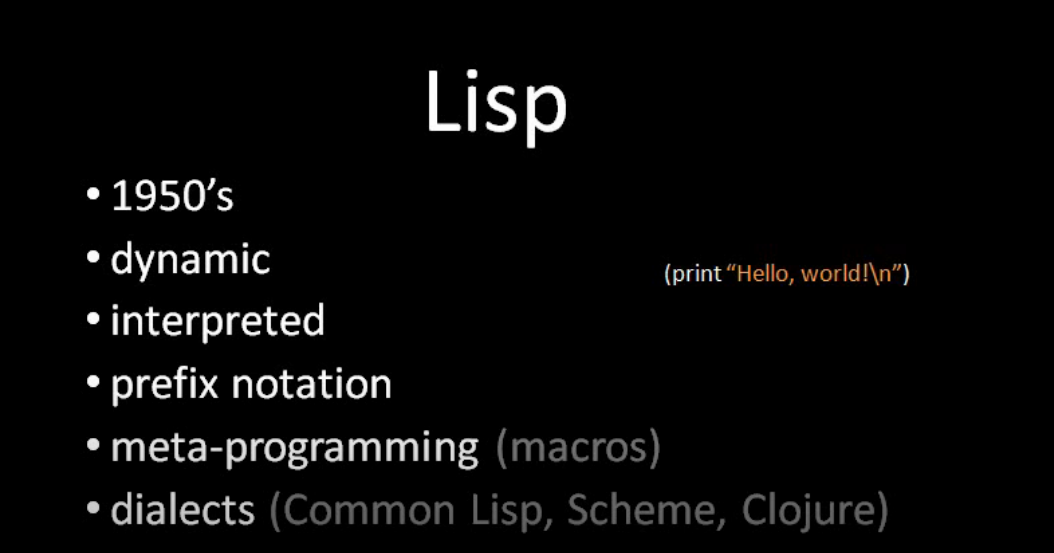 Lisp
• 1950’s
• dynamic
(print “Hello, world!\n”)
• interpreted
• prefix notation
• meta-programming (macros)
• dialects (Common Lisp, Scheme, Clojure)